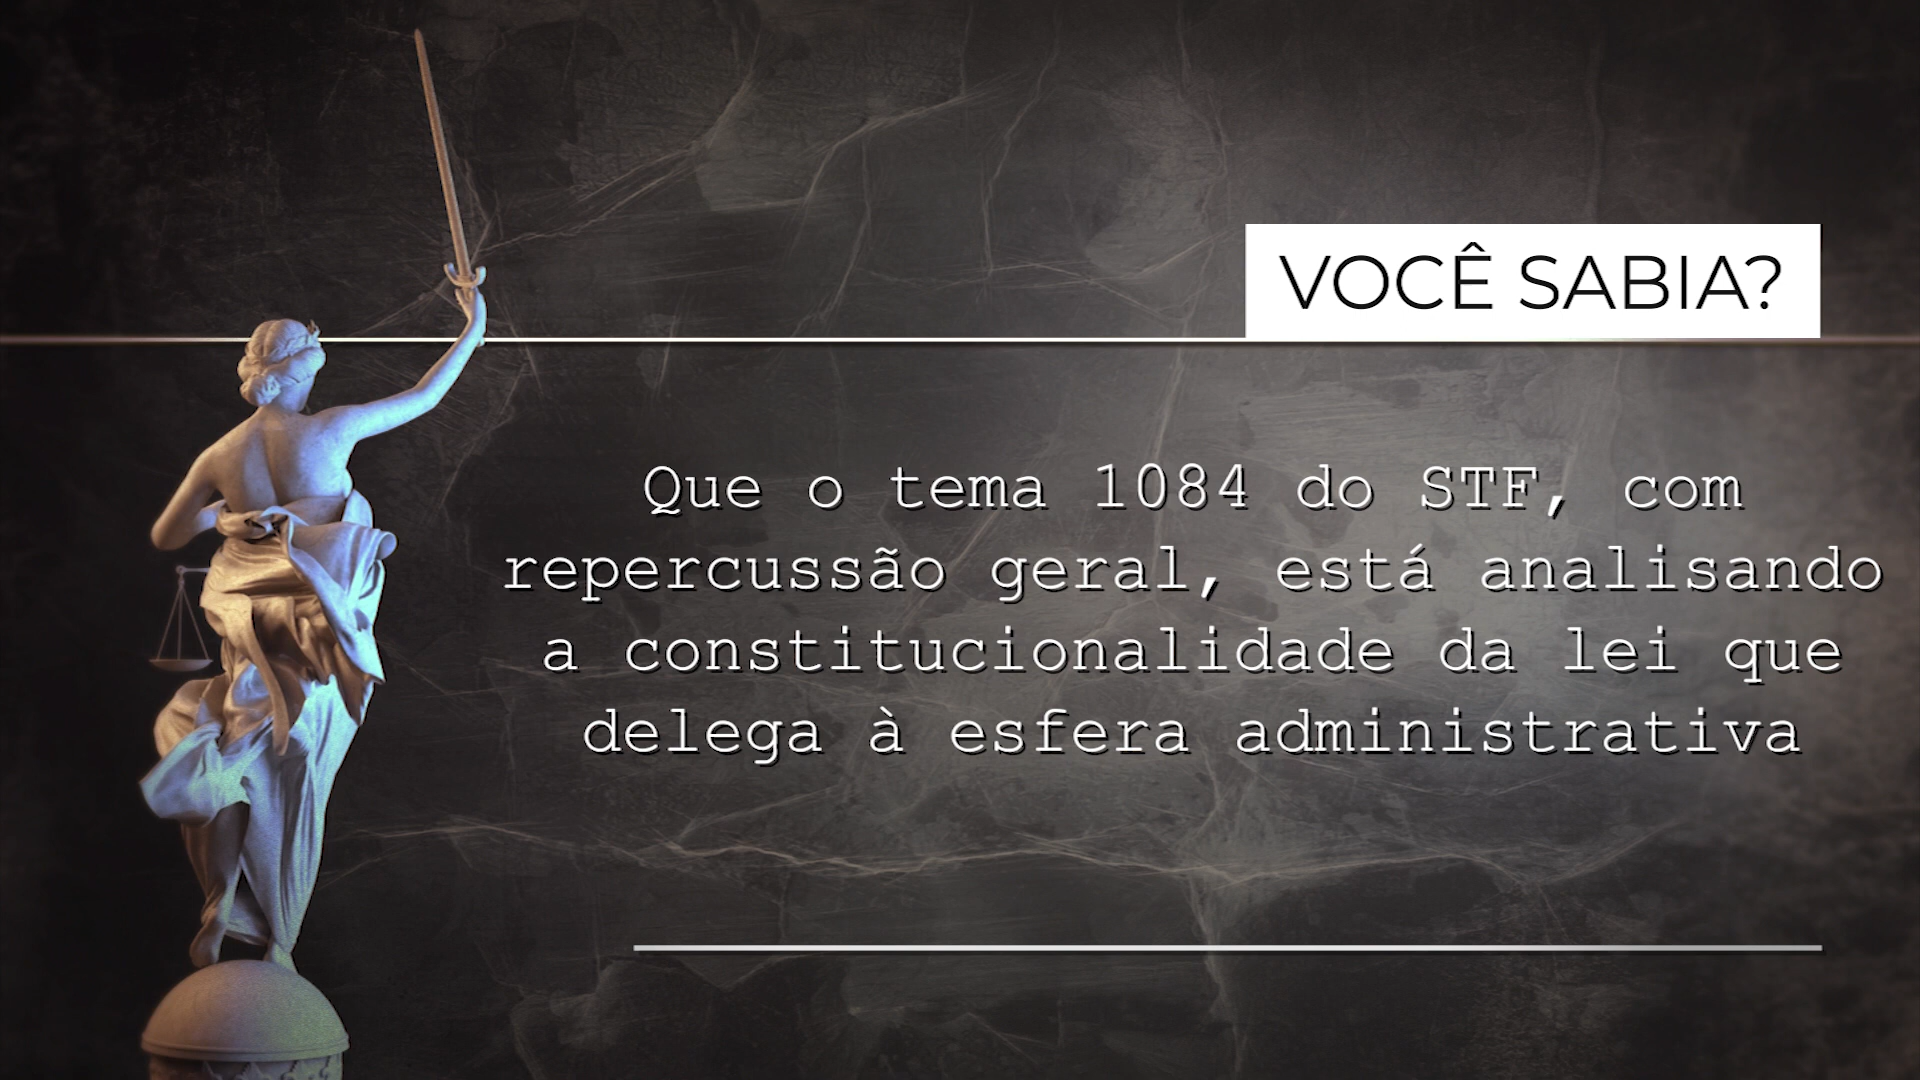 VOCÊ SABIA?
Que o tema 1084 do STF, com
repercussão geral, está analisando
a constitucionalidade da lei que
delega à esfera administrativa